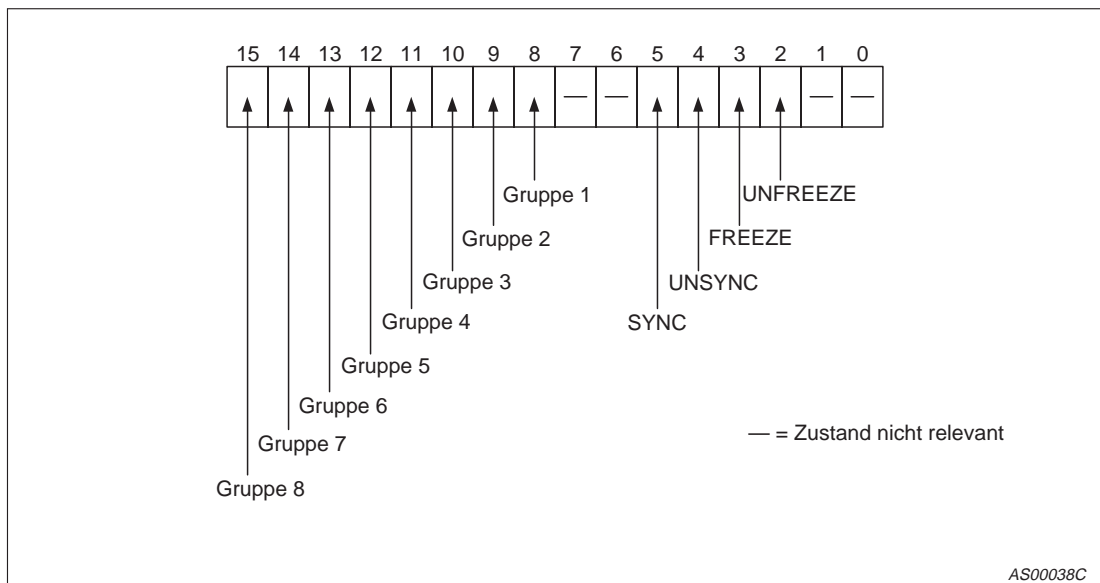 15 14 13 12 11 10 9 8 7 6 5 4 3 2 1 0
— — — —
Gruppe 1
UNFREEZE
Gruppe 2
FREEZE
Gruppe 3
UNSYNC
Gruppe 4
SYNC
Gruppe 5
Gruppe 6
Gruppe 7
— = Zustand nicht relevant
Gruppe 8
AS00038C